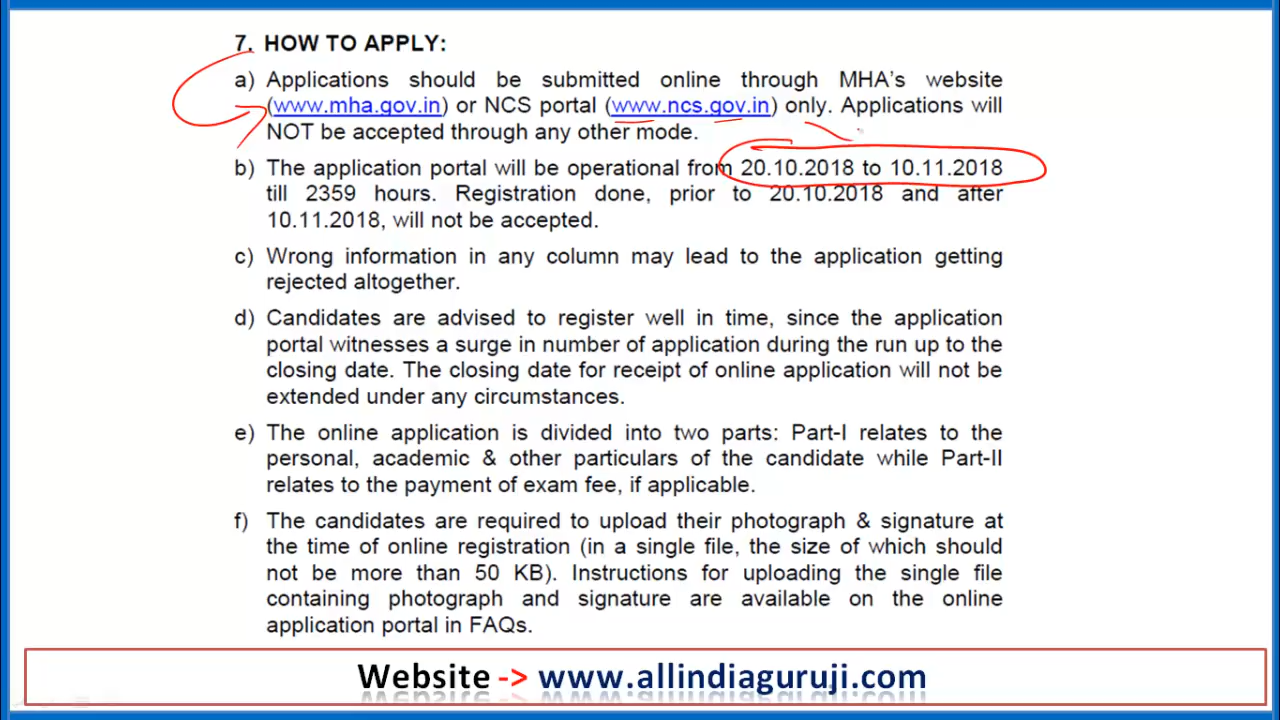 7. HOW TO APPLY:
a) Applications should be submitted online through MHA's website
(www.mha.gov.in) or NCS portal (www.ncs.gov.in) only. Applications will
NOT be accepted through any other mode.
b) The application portal will be operational from 20.10.2018 to 10.11.2018
till 2359 hours. Registration done, prior to 20.10.2018 and after
10.11.2018, will not be accepted.
c) Wrong information in any column may lead to the application getting
rejected altogether.
d) Candidates are advised to register well in time, since the application
portal witnesses a surge in number of application during the run up to the
closing date. The closing date for receipt of online application will not be
extended under any circumstances.
e) The online application is divided into two parts: Part-I relates to the
personal, academic & other particulars of the candidate while Part-II
relates to the payment of exam fee, if applicable.
f) The candidates are required to upload their photograph & signature at
the time of online registration (in a single file, the size of which should
not be more than 50 KB). Instructions for uploading the single file
containing photograph and signature are available on the online
application portal in FAQs.
Website -> www.allindiaguruji.com